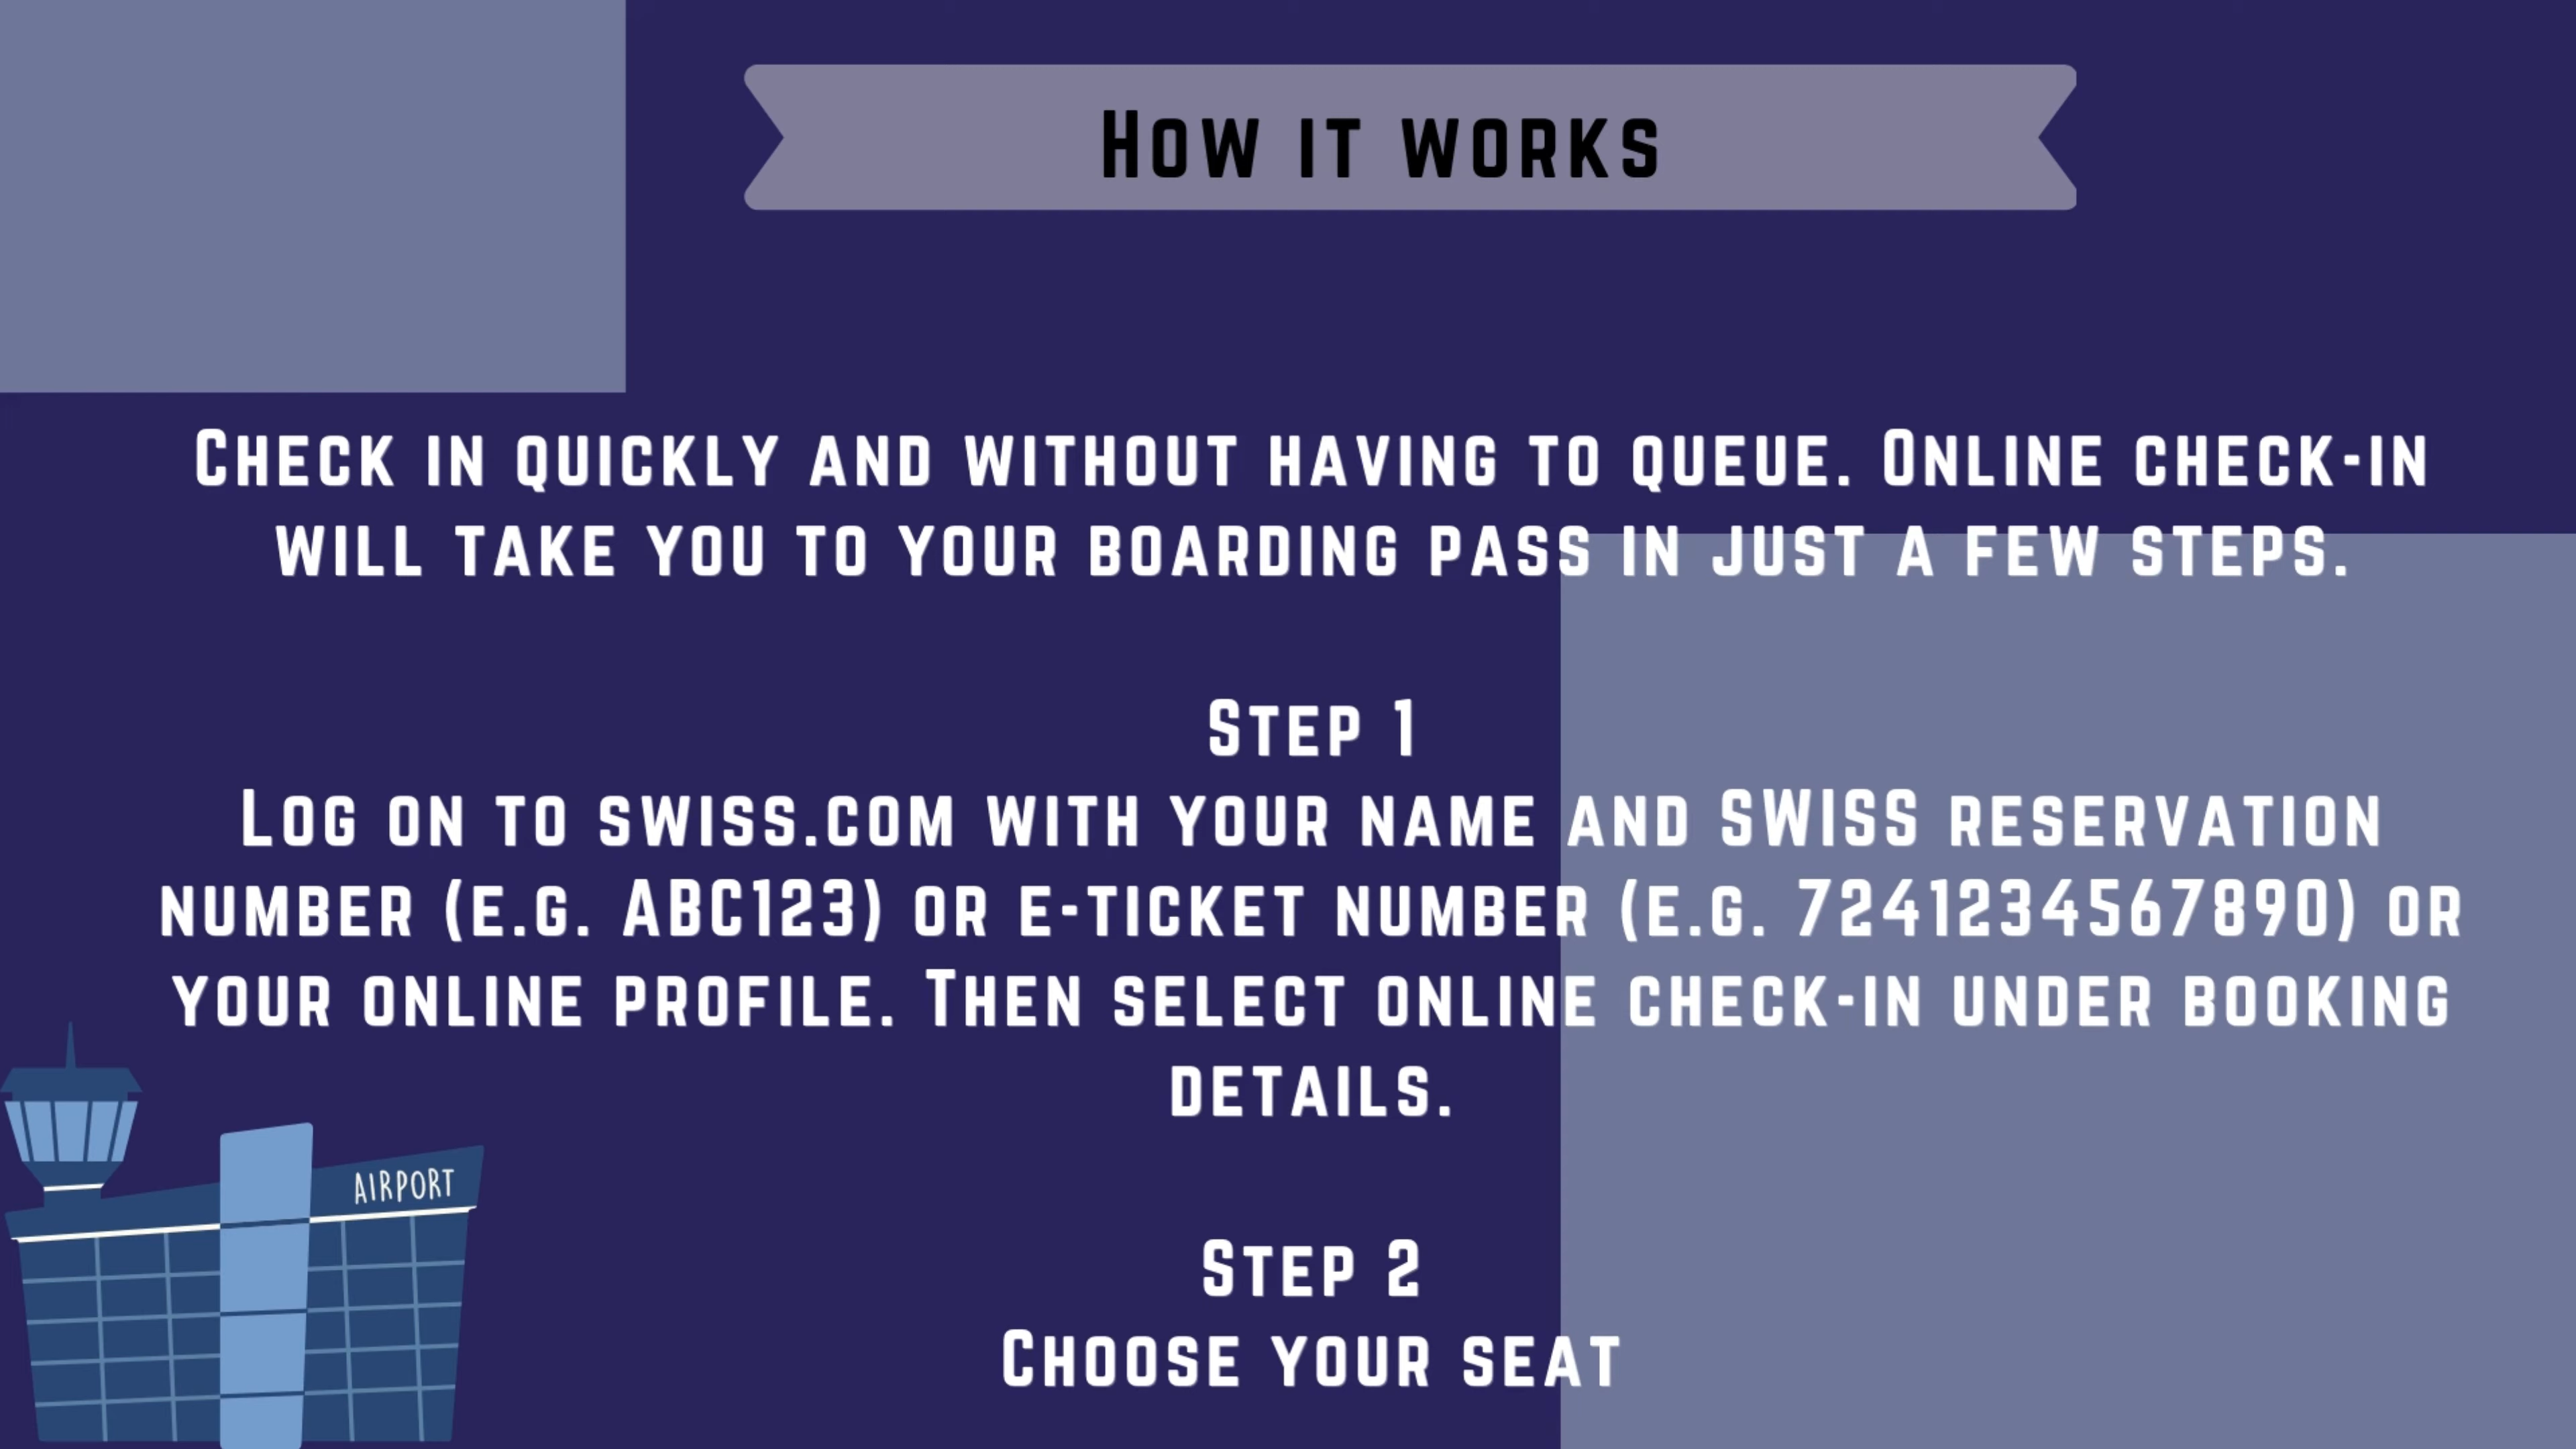 How it works
Check in quickly and without having to queue. Online check-in
will take you to your boarding pass in just a few steps.
Step 1
Log on to swiss.com with your name and SWISS reservation
number (e.g. ABC123) or e-ticket number (e.g. 7241234567890) or
your online profile. Then select online check-in under booking
details.
AIRPORT
Step 2
Choose your seat